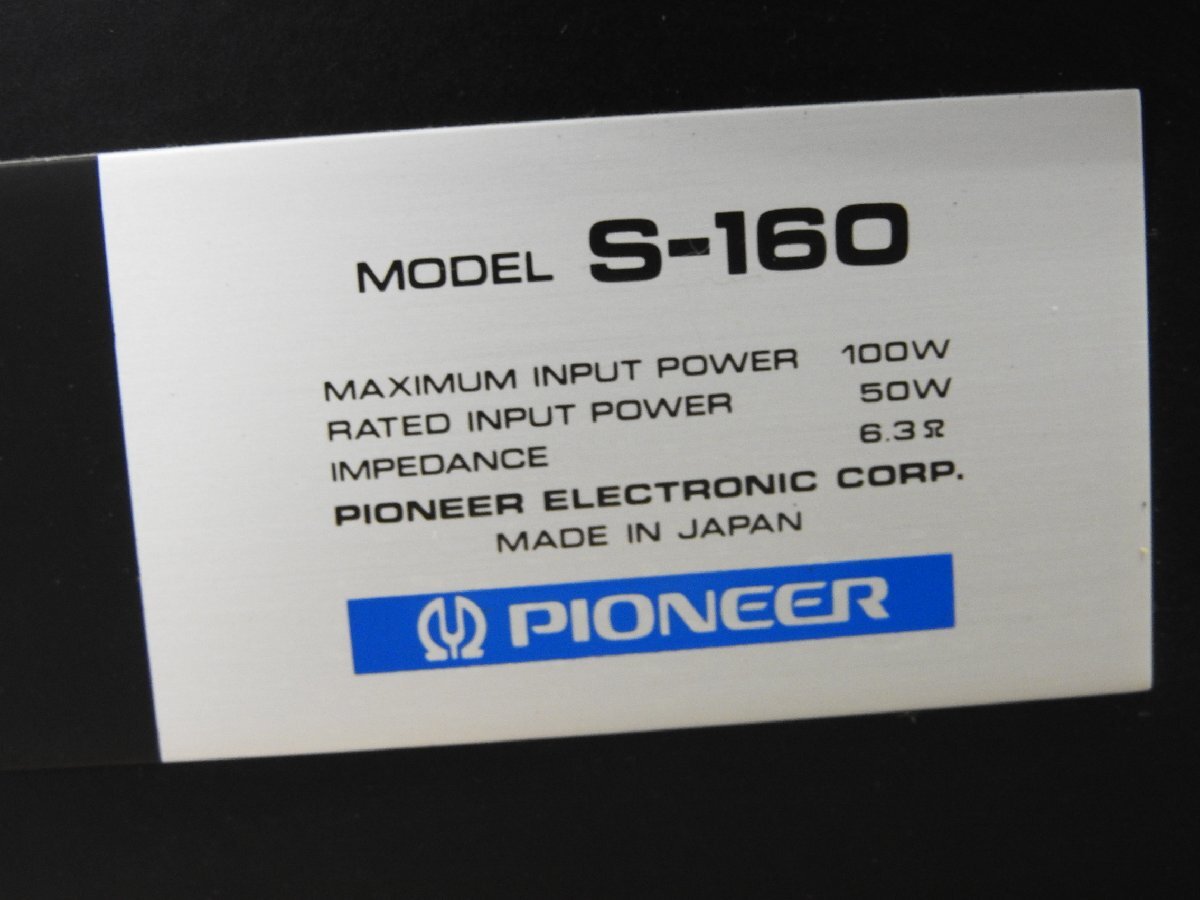 MODEL S-160
MAXIMUM INPUT POWER 100W
RATED INPUT POWER 50W
IMPEDANCE 6.3Ω
PIONEER ELECTRONIC CORP.
MADE IN JAPAN
PIONEER